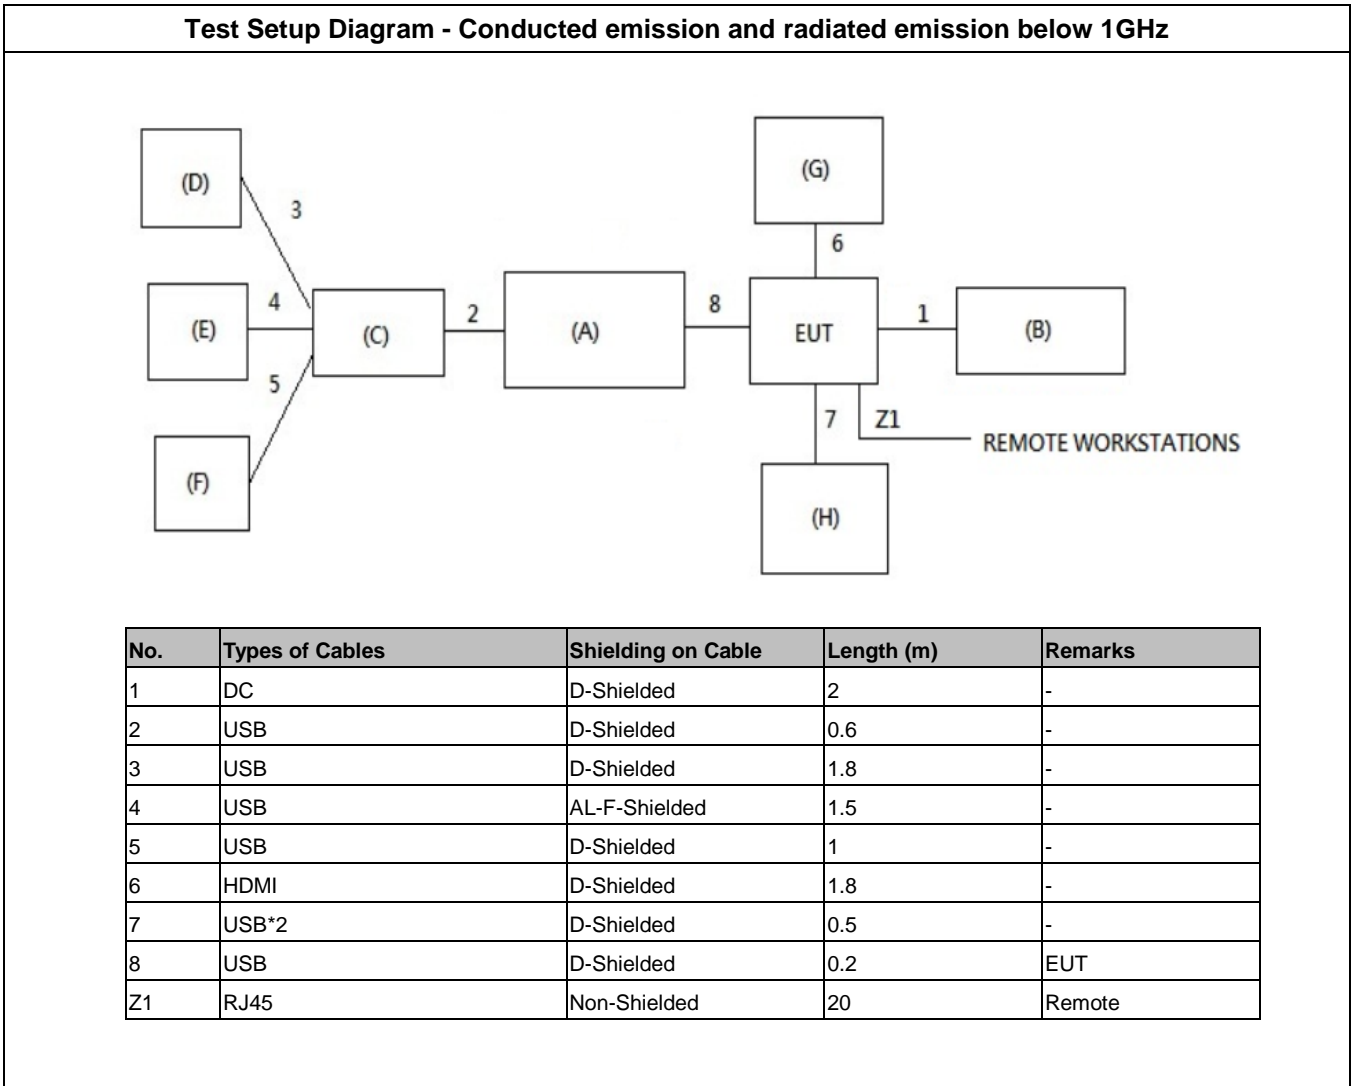 Test Setup Diagram - Conducted emission and radiated emission below 1GHz
(D)
3
(G)
6
4
(E)
(C)
2
(A)
8
EUT
1
(B)
5
7
Z1
REMOTE WORKSTATIONS
(F)
(H)
No. Types of Cables Shielding on Cable Length (m) Remarks
1 DC D-Shielded 2 -
2 USB D-Shielded 0.6 -
3 USB D-Shielded 1.8 -
4 USB AL-F-Shielded 1.5 -
5 USB D-Shielded 1 -
6 HDMI D-Shielded 1.8 -
7 USB*2 D-Shielded 0.5 -
8 USB D-Shielded 0.2 EUT
Z1 RJ45 Non-Shielded 20 Remote